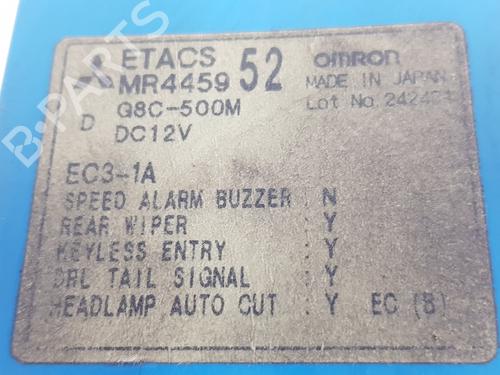 ETACS 52 OMRON
MR4459 MADE IN JAPAN
D G8C-500M
DC12V
EC3-1A
SPEED ALARM BUZZER : N
REAR WIPER : Y
KEYLESS ENTRY : Y
DRL TAIL SIGNAL : Y
HEADLAMP AUTO CUT : Y EC (B)
B-PARTS